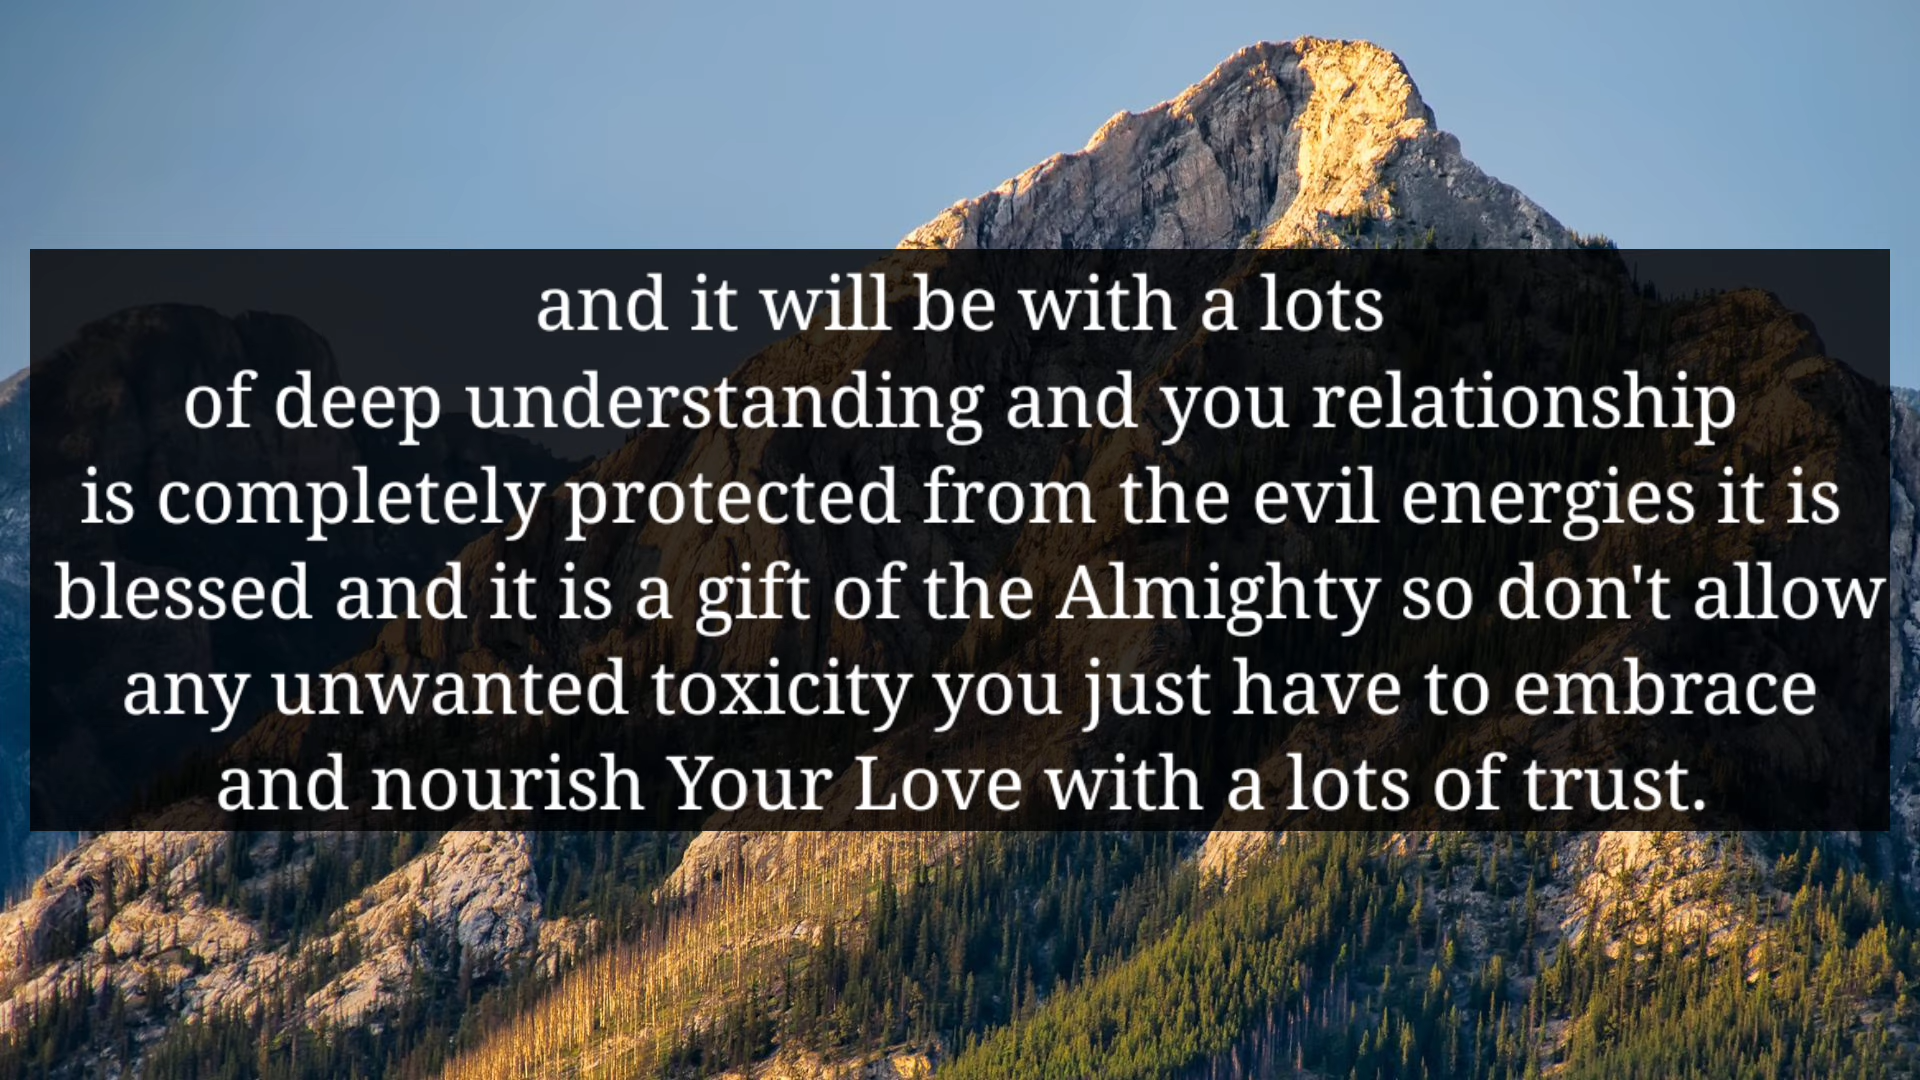 and it will be with a lots
of deep understanding and you relationship
is completely protected from the evil energies it is
blessed and it is a gift of the Almighty so don't allow
any unwanted toxicity you just have to embrace
and nourish Your Love with a lots of trust.